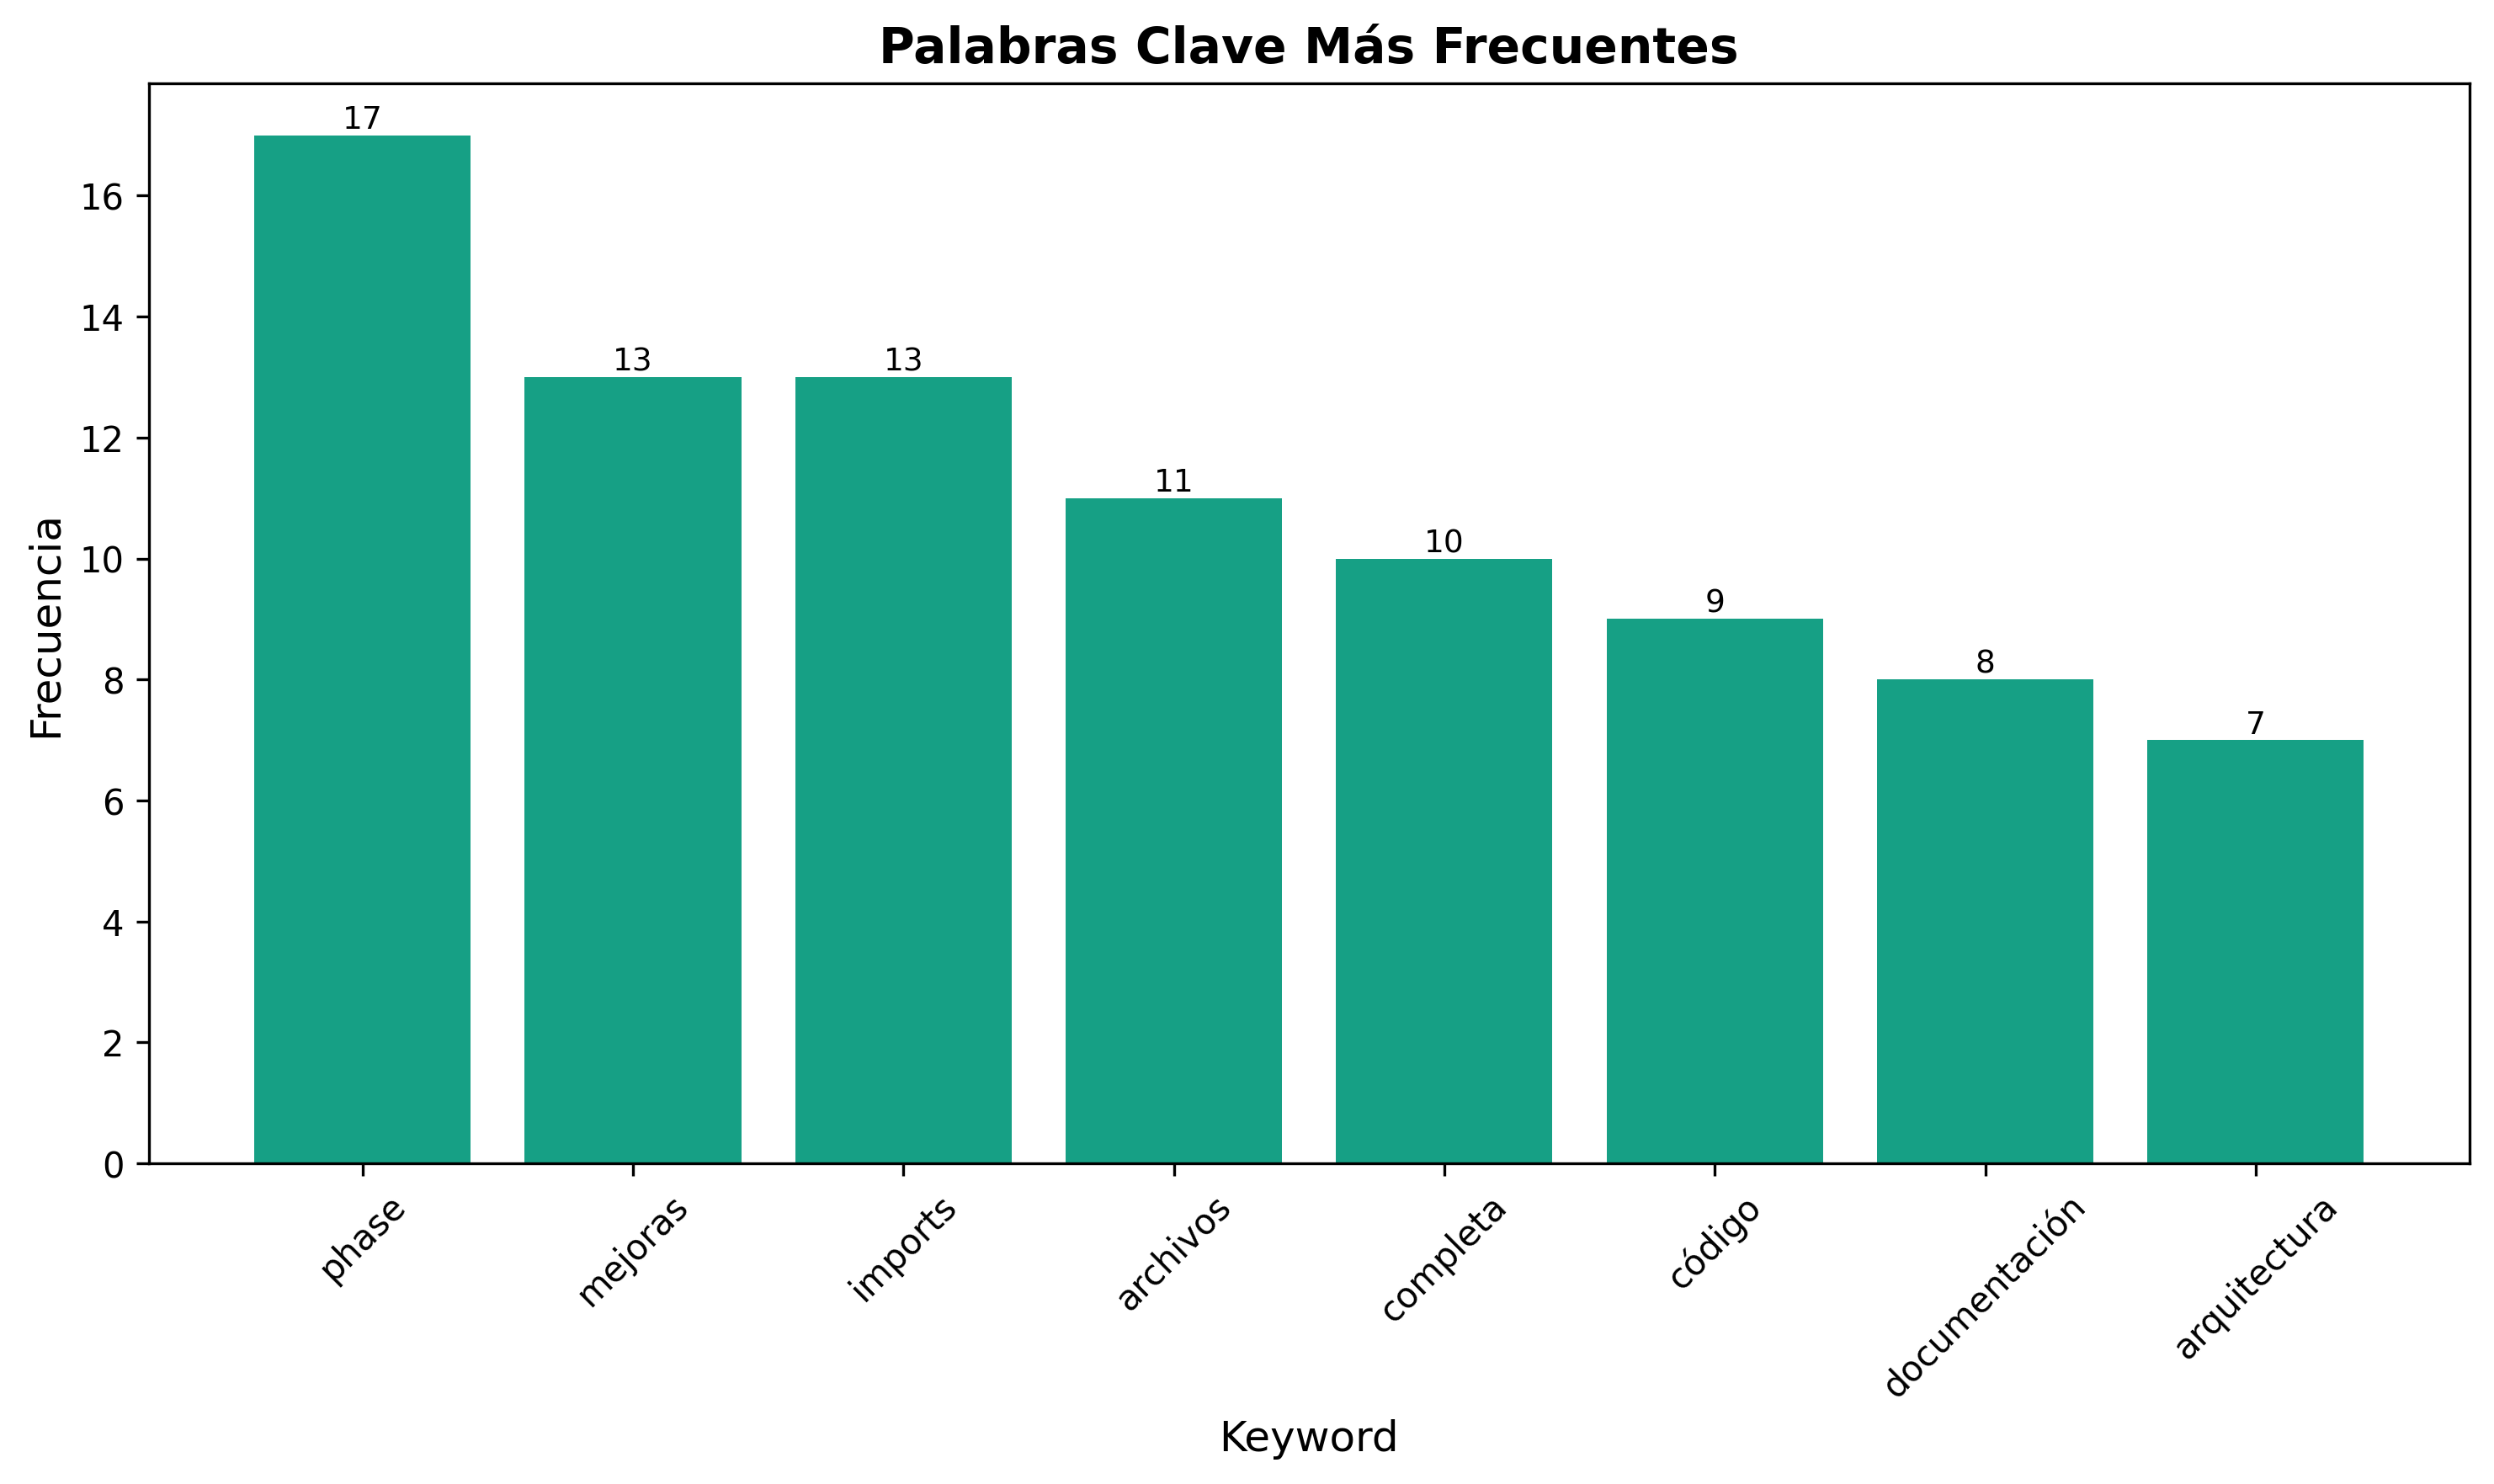 Palabras Clave Más Frecuentes
17
13
13
11
10
9
8
7
16
14
12
10
8
6
4
2
0
Frecuencia
phase
mejoras
imports
archivos
completa
código
documentación
arquitectura
Keyword